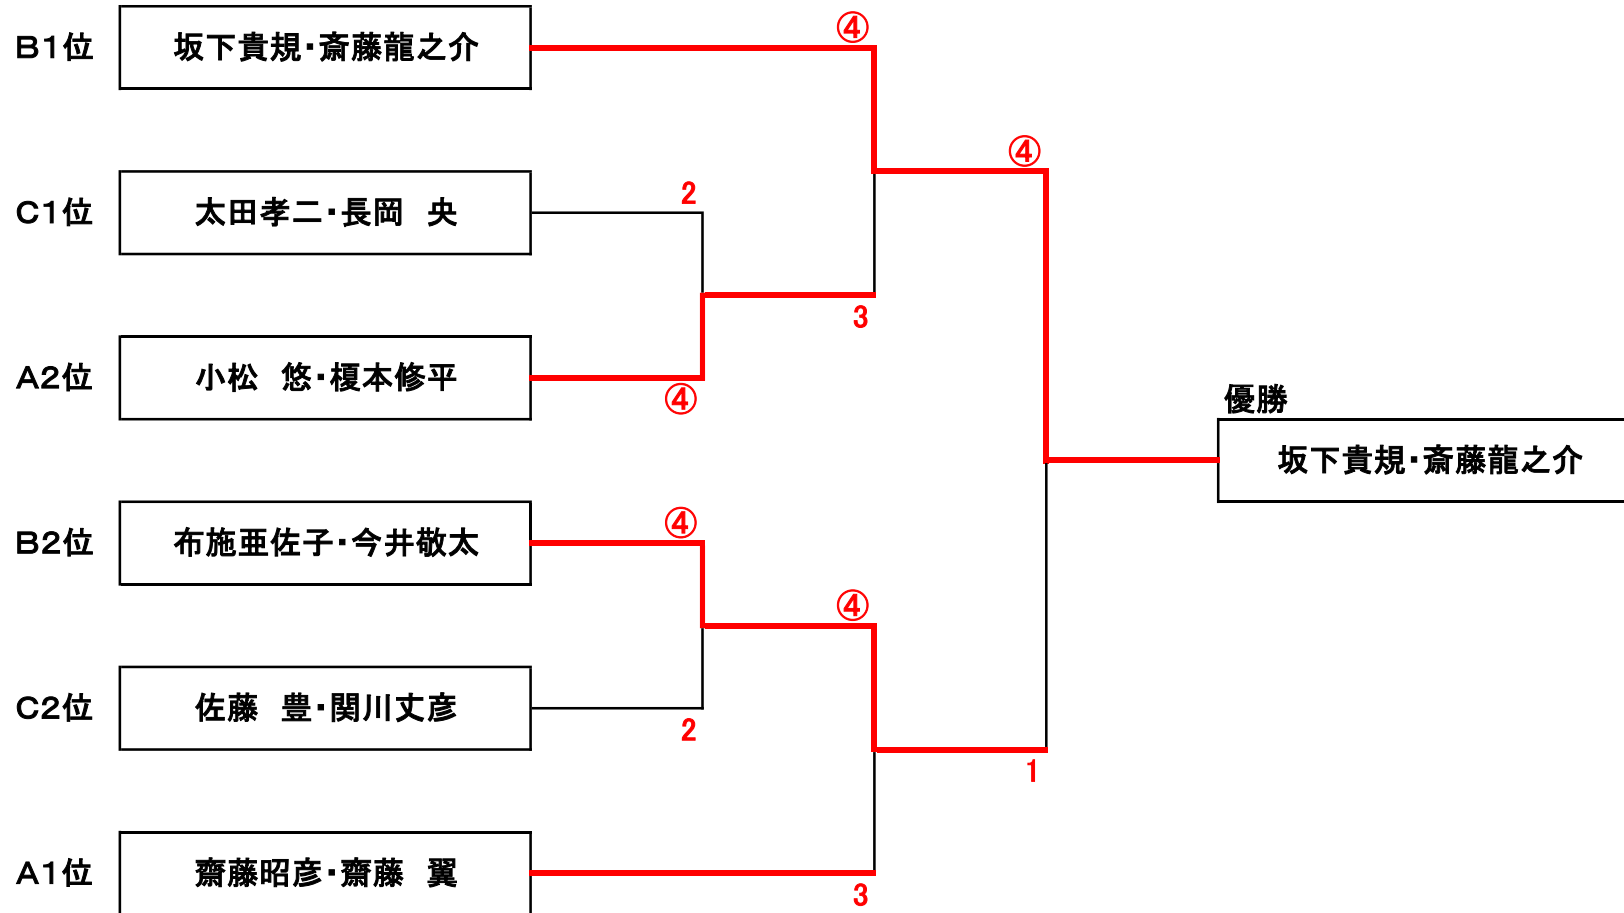 B1位 坂下貴規・斎藤龍之介
④
④
C1位 太田孝二・長岡　央
2
3
A2位 小松　悠・榎本修平
④
優勝
坂下貴規・斎藤龍之介
B2位 布施亜佐子・今井敬太
④
④
C2位 佐藤　豊・関川丈彦
2
1
A1位 齋藤昭彦・齋藤　翼
3